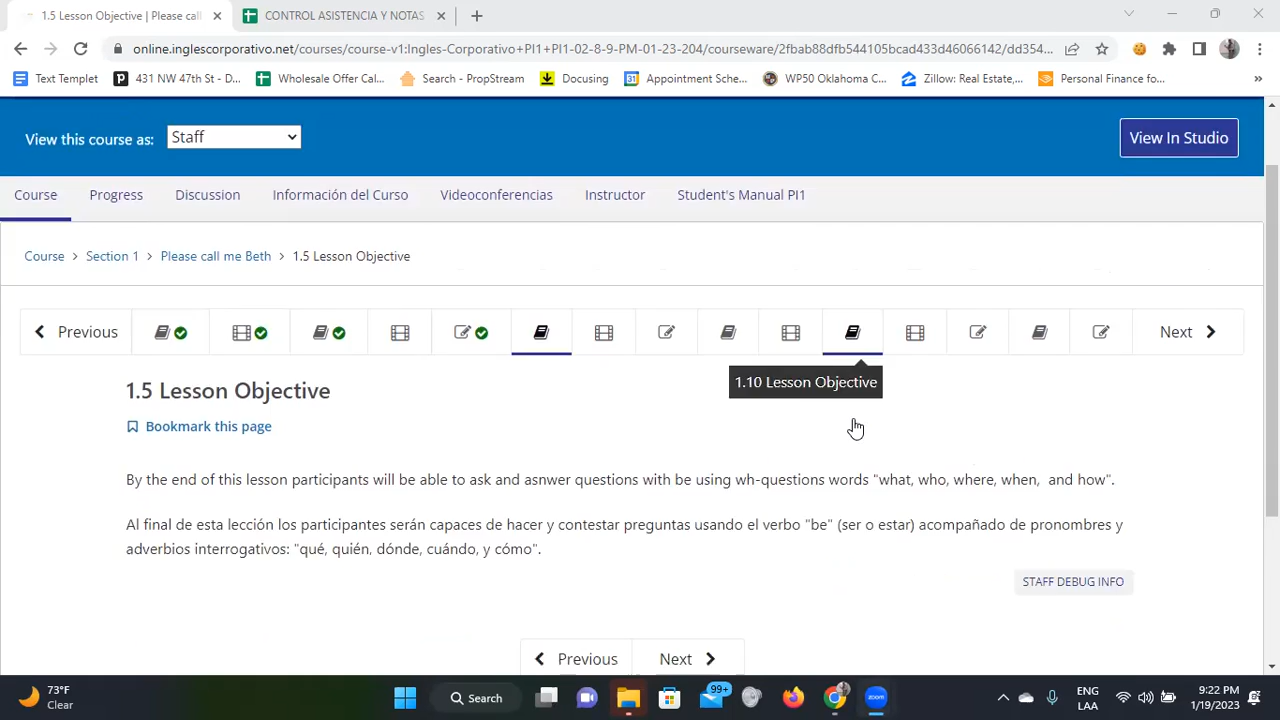 1.5 Lesson Objective | Please call
CONTROL ASISTENCIA Y NOTAS
online.inglescorporativo.net/courses/course-v1:Ingles-Corporativo+PI1+PI1-02-8-9-PM-01-23-204/courseware/2fbab88dfb544105bcad433d46066142/dd354...
Text Templet
431 NW 47th St - D...
Wholesale Offer Cal...
Search - PropStream
Docusing
31
Appointment Sche...
WP50 Oklahoma C...
Zillow: Real Estate,...
Personal Finance fo...
»
View this course as:
Staff
View In Studio
Course
Progress
Discussion
Información del Curso
Videoconferencias
Instructor
Student's Manual PI1
Course > Section 1 > Please call me Beth > 1.5 Lesson Objective
Previous
Next
1.10 Lesson Objective
1.5 Lesson Objective
Bookmark this page
By the end of this lesson participants will be able to ask and asnwer questions with be using wh-questions words "what, who, where, when, and how".
Al final de esta lección los participantes serán capaces de hacer y contestar preguntas usando el verbo "be" (ser o estar) acompañado de pronombres y
adverbios interrogativos: "qué, quién, dónde, cuándo, y cómo".
STAFF DEBUG INFO
Previous
Next
73°F
Clear
Search
99+
zoom
ENG
LAA
9:22 PM
1/19/2023